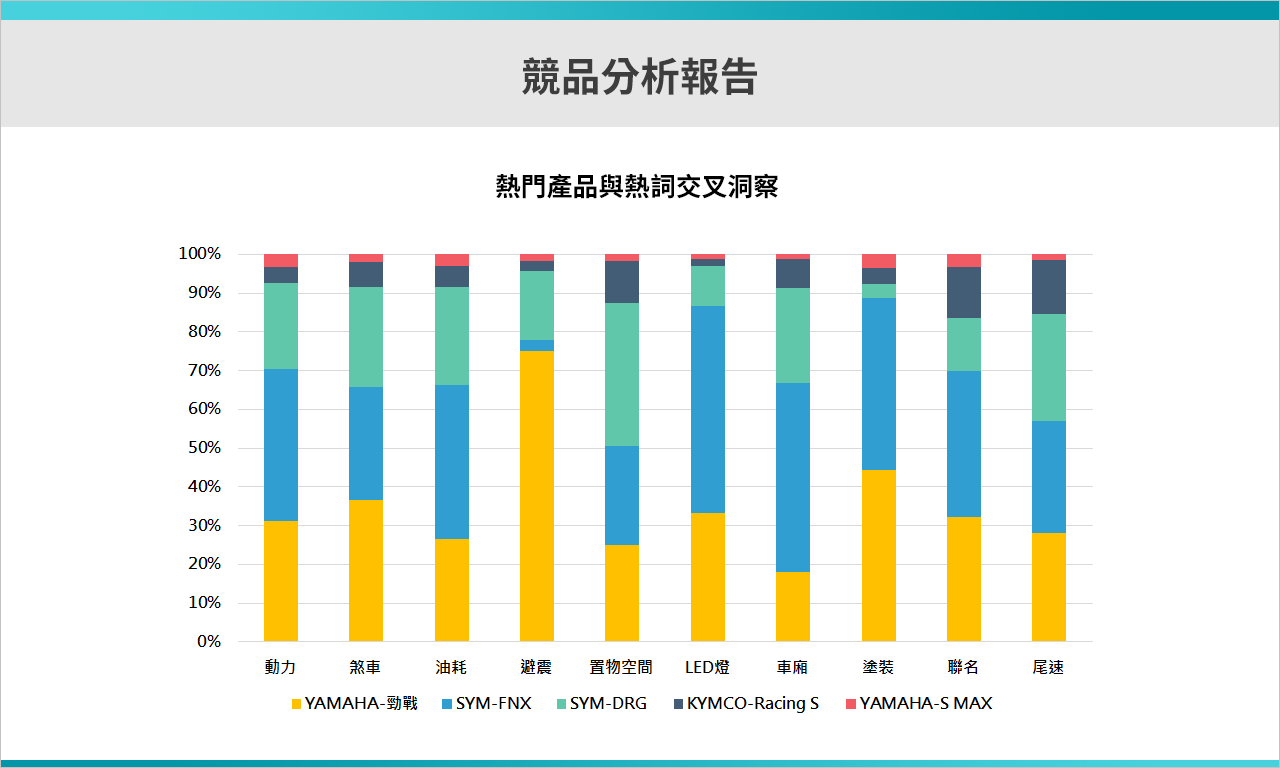 競品分析報告
熱門產品與熱詞交叉洞察
100%
90%
80%
70%
60%
50%
40%
30%
20%
10%
0%
動力 煞車 油耗 避震 置物空間 LED燈 車廂 塗裝 聯名 尾速
YAMAHA-勁戰 SYM-FNX SYM-DRG KYMCO-Racing S YAMAHA-S MAX